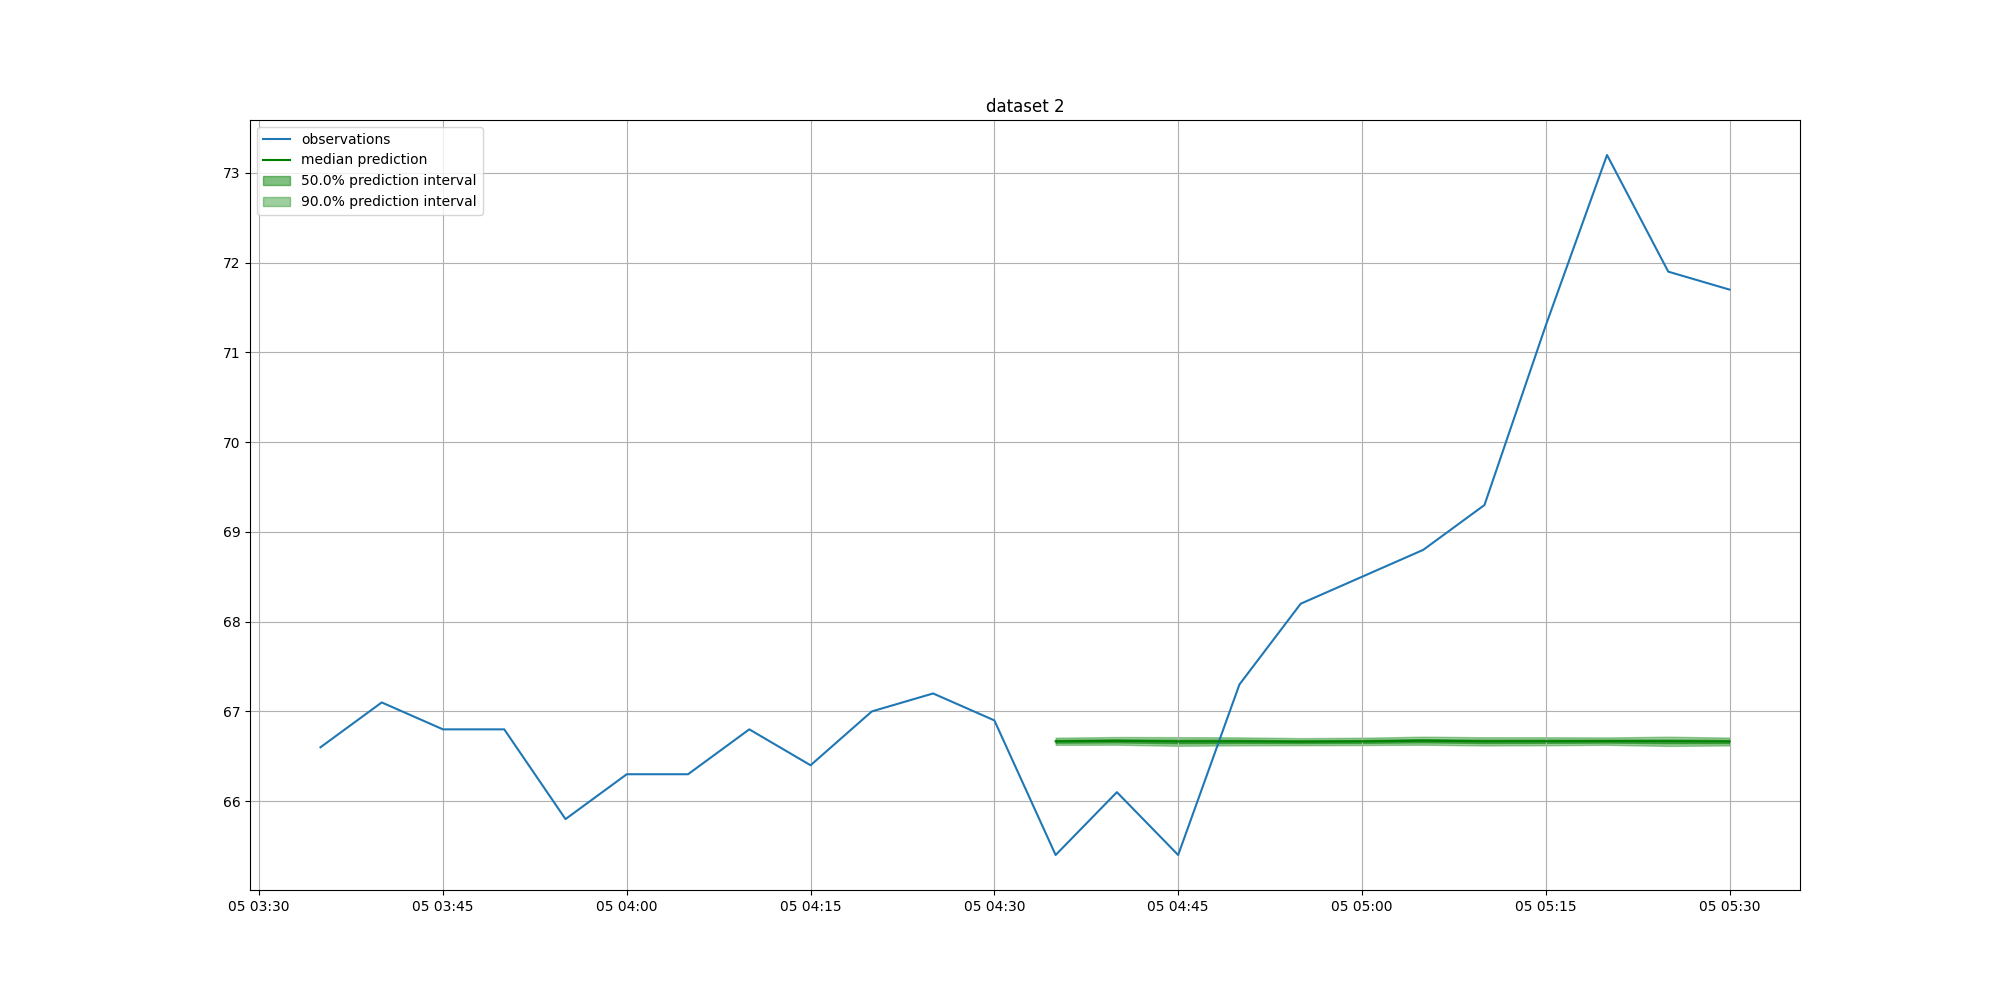 dataset 2
observations
median prediction
50.0% prediction interval
90.0% prediction interval
73
72
71
70
69
68
67
66
05 03:30 05 03:45 05 04:00 05 04:15 05 04:30 05 04:45 05 05:00 05 05:15 05 05:30